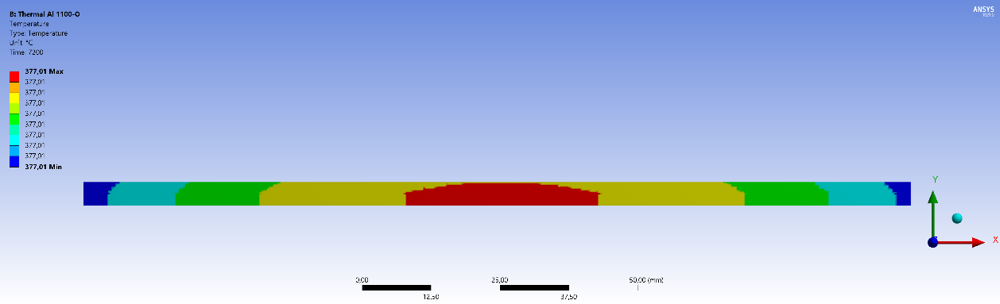 B: Thermal Al 1100-O
Temperature
Type: Temperature
Unit: °C
Time: 7200
377,01 Max
377,01
377,01
377,01
377,01
377,01
377,01
377,01
377,01
377,01 Min
ANSYS
R19.0
Y
X
0,00 25,00 50,00 (mm)
12,50 37,50